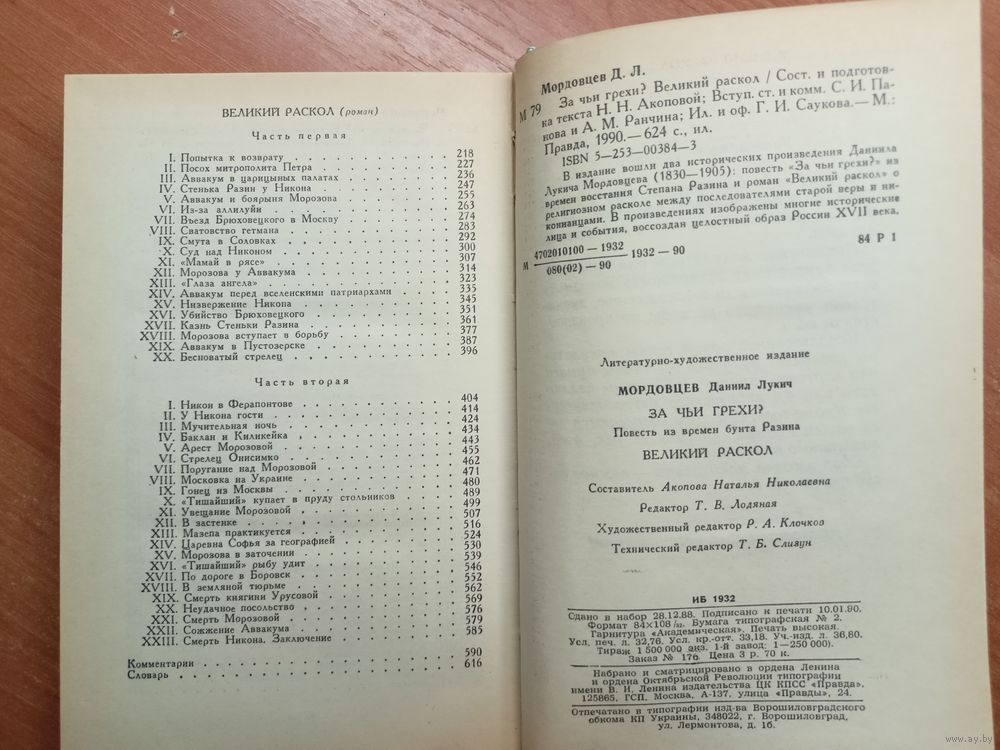 ВЕЛИКИЙ РАСКОЛ (роман)
Часть первая
I. Попытка к возврату . . . . . . . . . . 218
II. Посох митрополита Петра . . . . . . . . 227
III. Аввакум в царицыных палатах . . . . . . . 236
IV. Стенька Разин у Никона . . . . . . . . 247
V. Аввакум и боярыня Морозова . . . . . . . 255
VI. Из-за аллилуйи . . . . . . . . . . 263
VII. Въезд Брюховецкого в Москву . . . . . . . 274
VIII. Сватовство гетмана . . . . . . . . . 283
IX. Смута в Соловках . . . . . . . . . . 292
X. Суд над Никоном . . . . . . . . . . 300
XI. «Мамай в рясе» . . . . . . . . . . 307
XII. Морозова у Аввакума . . . . . . . . . 314
XIII. «Глаза ангела» . . . . . . . . . . 323
XIV. Аввакум перед вселенскими патриархами . . . . 335
XV. Низвержение Никона . . . . . . . . . 345
XVI. Убийство Брюховецкого . . . . . . . . 351
XVII. Казнь Стеньки Разина . . . . . . . . . 361
XVIII. Морозова вступает в борьбу . . . . . . . 377
XIX. Аввакум в Пустозерске . . . . . . . . 387
XX. Бесноватый стрелец . . . . . . . . . 396
Часть вторая
I. Никон в Ферапонтове . . . . . . . . . 404
II. У Никона гости . . . . . . . . . . 414
III. Мучительная ночь . . . . . . . . . . 424
IV. Баклан и Киликейка . . . . . . . . . 434
V. Арест Морозовой . . . . . . . . . . 443
VI. Стрелец Онисимко . . . . . . . . . . 455
VII. Поругание над Морозовой . . . . . . . . 462
VIII. Московка на Украине . . . . . . . . . 471
IX. Гонец из Москвы . . . . . . . . . . 480
X. «Тишайший» купает в пруду стольников . . . . 489
XI. Увещание Морозовой . . . . . . . . . 499
XII. В застенке . . . . . . . . . . . 507
XIII. Мазепа практикуется . . . . . . . . . 516
XIV. Царевна Софья за географией . . . . . . . 524
XV. Морозова в заточении . . . . . . . . . 530
XVI. «Тишайший» рыбу удит . . . . . . . . . 539
XVII. По дороге в Боровск . . . . . . . . . 546
XVIII. В земляной тюрьме . . . . . . . . . 552
XIX. Смерть княгини Урусовой . . . . . . . . 562
XX. Неудачное посольство . . . . . . . . . 569
XXI. Смерть Морозовой . . . . . . . . . . 576
XXII. Сожжение Аввакума . . . . . . . . . 579
XXIII. Смерть Никона. Заключение . . . . . . . 585
Комментарии . . . . . . . . . . . . 590
Словарь . . . . . . . . . . . . . 616
Мордовцев Д. Л.
М 79 За чьи грехи? Великий раскол / Сост. и подготов-
ка текста Н. Н. Акоповой; Вступ. ст. и комм. С. И. Па-
нкова и А. М. Ранчина; Ил. и оф. Г. И. Саукова.— М.:
Правда, 1990.— 624 с., ил.
ISBN 5—253—00384—3
В издание вошли два исторических произведения Даниила
Лукича Мордовцева (1830—1905): повесть «За чьи грехи?» из
времен восстания Степана Разина и роман «Великий раскол» о
религиозном расколе между последователями старой веры и ни-
конианцами. В произведениях изображены многие исторические
лица и события, воссоздан целостный образ России XVII века.
М 4702010100—1932 / 080(02)—90 1932—90
84 Р 1
Литературно-художественное издание
МОРДОВЦЕВ Даниил Лукич
ЗА ЧЬИ ГРЕХИ?
Повесть из времен бунта Разина
ВЕЛИКИЙ РАСКОЛ
Составитель Акопова Наталья Николаевна
Редактор Т. В. Лодяная
Художественный редактор Р. А. Клочков
Технический редактор Т. Б. Слизун
ИБ 1932
Сдано в набор 28.12.88. Подписано к печати 10.01.90.
Формат 84×108 1/32. Бумага типографская № 2.
Гарнитура «Академическая». Печать высокая.
Усл. печ. л. 32,76. Усл. кр.-отт. 33,18. Уч.-изд. л. 36,80.
Тираж 1 500 000 экз. 1-й завод: 1—250 000).
Заказ № 176. Цена 3 р. 70 к.
Набрано и сматрицировано в ордена Ленина
и ордена Октябрьской Революции типографии
имени В. И. Ленина издательства ЦК КПСС «Правда».
125865, ГСП, Москва, А-137, улица «Правды», 24.
Отпечатано в типографии изд-ва Ворошиловградского
обкома КП Украины, 348022, г. Ворошиловград,
ул. Лермонтова, д. 1б.
www.ay.by